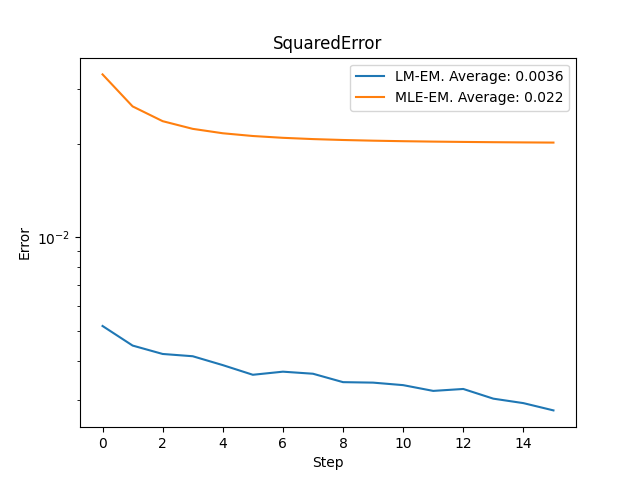 SquaredError
LM-EM. Average: 0.0036
MLE-EM. Average: 0.022
Error
10⁻²
0 2 4 6 8 10 12 14
Step